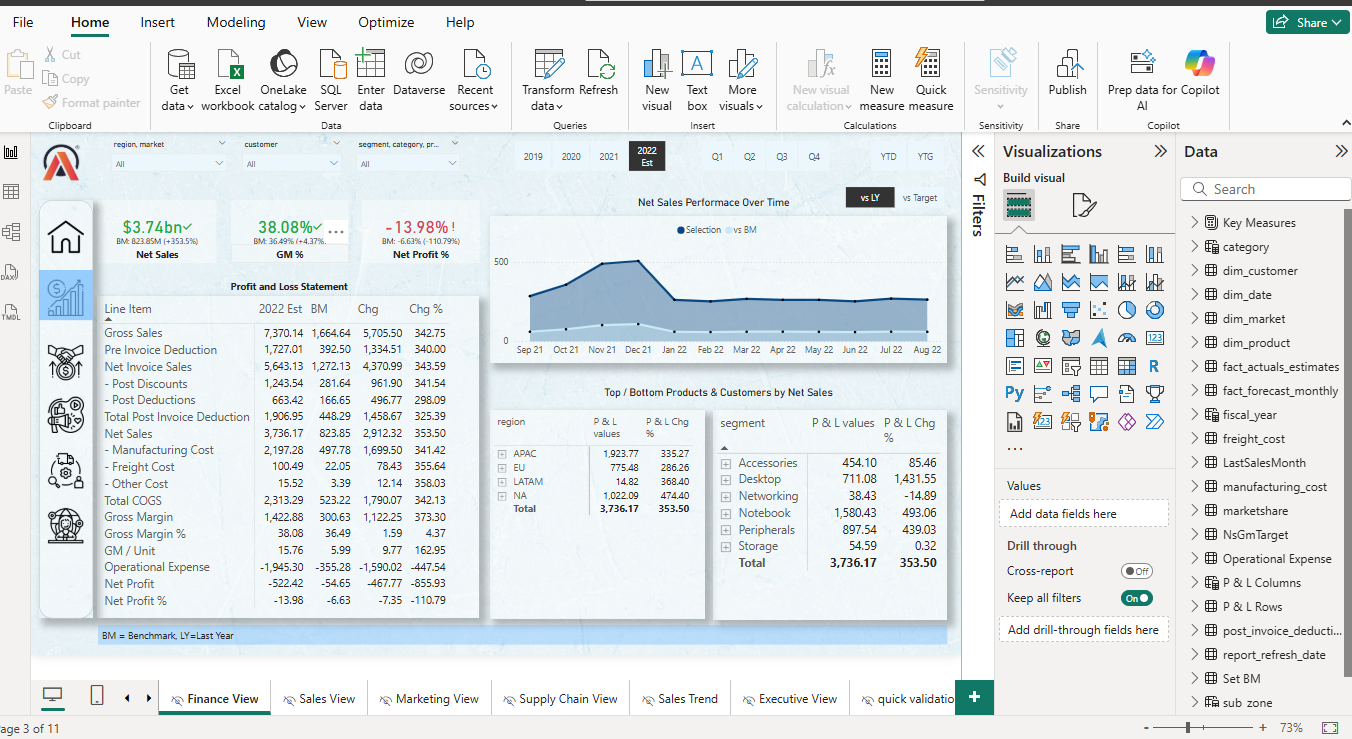 File Home Insert Modeling View Optimize Help Share
Paste Cut Copy Format painter
Get data Excel workbook OneLake catalog SQL Server Enter data Dataverse Recent sources Transform data Refresh New visual Text box More visuals New visual calculation New measure Quick measure Sensitivity Publish Prep data for AI Copilot
Clipboard Data Queries Insert Calculations Sensitivity Share Copilot
region, market customer segment, category, pr...
All All All
2019 2020 2021 2022 Est Q1 Q2 Q3 Q4 YTD YTG
vs LY vs Target
$3.74bn✓ 38.08%✓ ... -13.98%!
BM: 823.85M (+353.5%) BM: 36.49% (+4.37%. BM: -6.63% (-110.79%)
Net Sales GM % Net Profit %
Profit and Loss Statement
Line Item 2022 Est BM Chg Chg %
Gross Sales 7,370.14 1,664.64 5,705.50 342.75
Pre Invoice Deduction 1,727.01 392.50 1,334.51 340.00
Net Invoice Sales 5,643.13 1,272.13 4,370.99 343.59
- Post Discounts 1,243.54 281.64 961.90 341.54
- Post Deductions 663.42 166.65 496.77 298.09
Total Post Invoice Deduction 1,906.95 448.29 1,458.67 325.39
Net Sales 3,736.17 823.85 2,912.32 353.50
- Manufacturing Cost 2,197.28 497.78 1,699.50 341.42
- Freight Cost 100.49 22.05 78.43 355.64
- Other Cost 15.52 3.39 12.14 358.03
Total COGS 2,313.29 523.22 1,790.07 342.13
Gross Margin 1,422.88 300.63 1,122.25 373.30
Gross Margin % 38.08 36.49 1.59 4.37
GM / Unit 15.76 5.99 9.77 162.95
Operational Expense -1,945.30 -355.28 -1,590.02 -447.54
Net Profit -522.42 -54.65 -467.77 -855.93
Net Profit % -13.98 -6.63 -7.35 -110.79
BM = Benchmark, LY=Last Year
Net Sales Performace Over Time
Selection vs BM
500
0
Sep 21 Oct 21 Nov 21 Dec 21 Jan 22 Feb 22 Mar 22 Apr 22 May 22 Jun 22 Jul 22 Aug 22
Top / Bottom Products & Customers by Net Sales
region P & L values P & L Chg %
APAC 1,923.77 335.27
EU 775.48 286.26
LATAM 14.82 368.40
NA 1,022.09 474.40
Total 3,736.17 353.50
segment P & L values P & L Chg %
Accessories 454.10 85.46
Desktop 711.08 1,431.55
Networking 38.43 -14.89
Notebook 1,580.43 493.06
Peripherals 897.54 439.03
Storage 54.59 0.32
Total 3,736.17 353.50
Filters
Visualizations
Build visual
123
R
Py
123
...
Values
Add data fields here
Drill through
Cross-report Off
Keep all filters On
Add drill-through fields here
Data
Search
Key Measures
category
dim_customer
dim_date
dim_market
dim_product
fact_actuals_estimates
fact_forecast_monthly
fiscal_year
freight_cost
LastSalesMonth
manufacturing_cost
marketshare
NsGmTarget
Operational Expense
P & L Columns
P & L Rows
post_invoice_deducti...
report_refresh_date
Set BM
sub zone
DAX
TMDL
Finance View Sales View Marketing View Supply Chain View Sales Trend Executive View quick validatio +
age 3 of 11 - + 73%